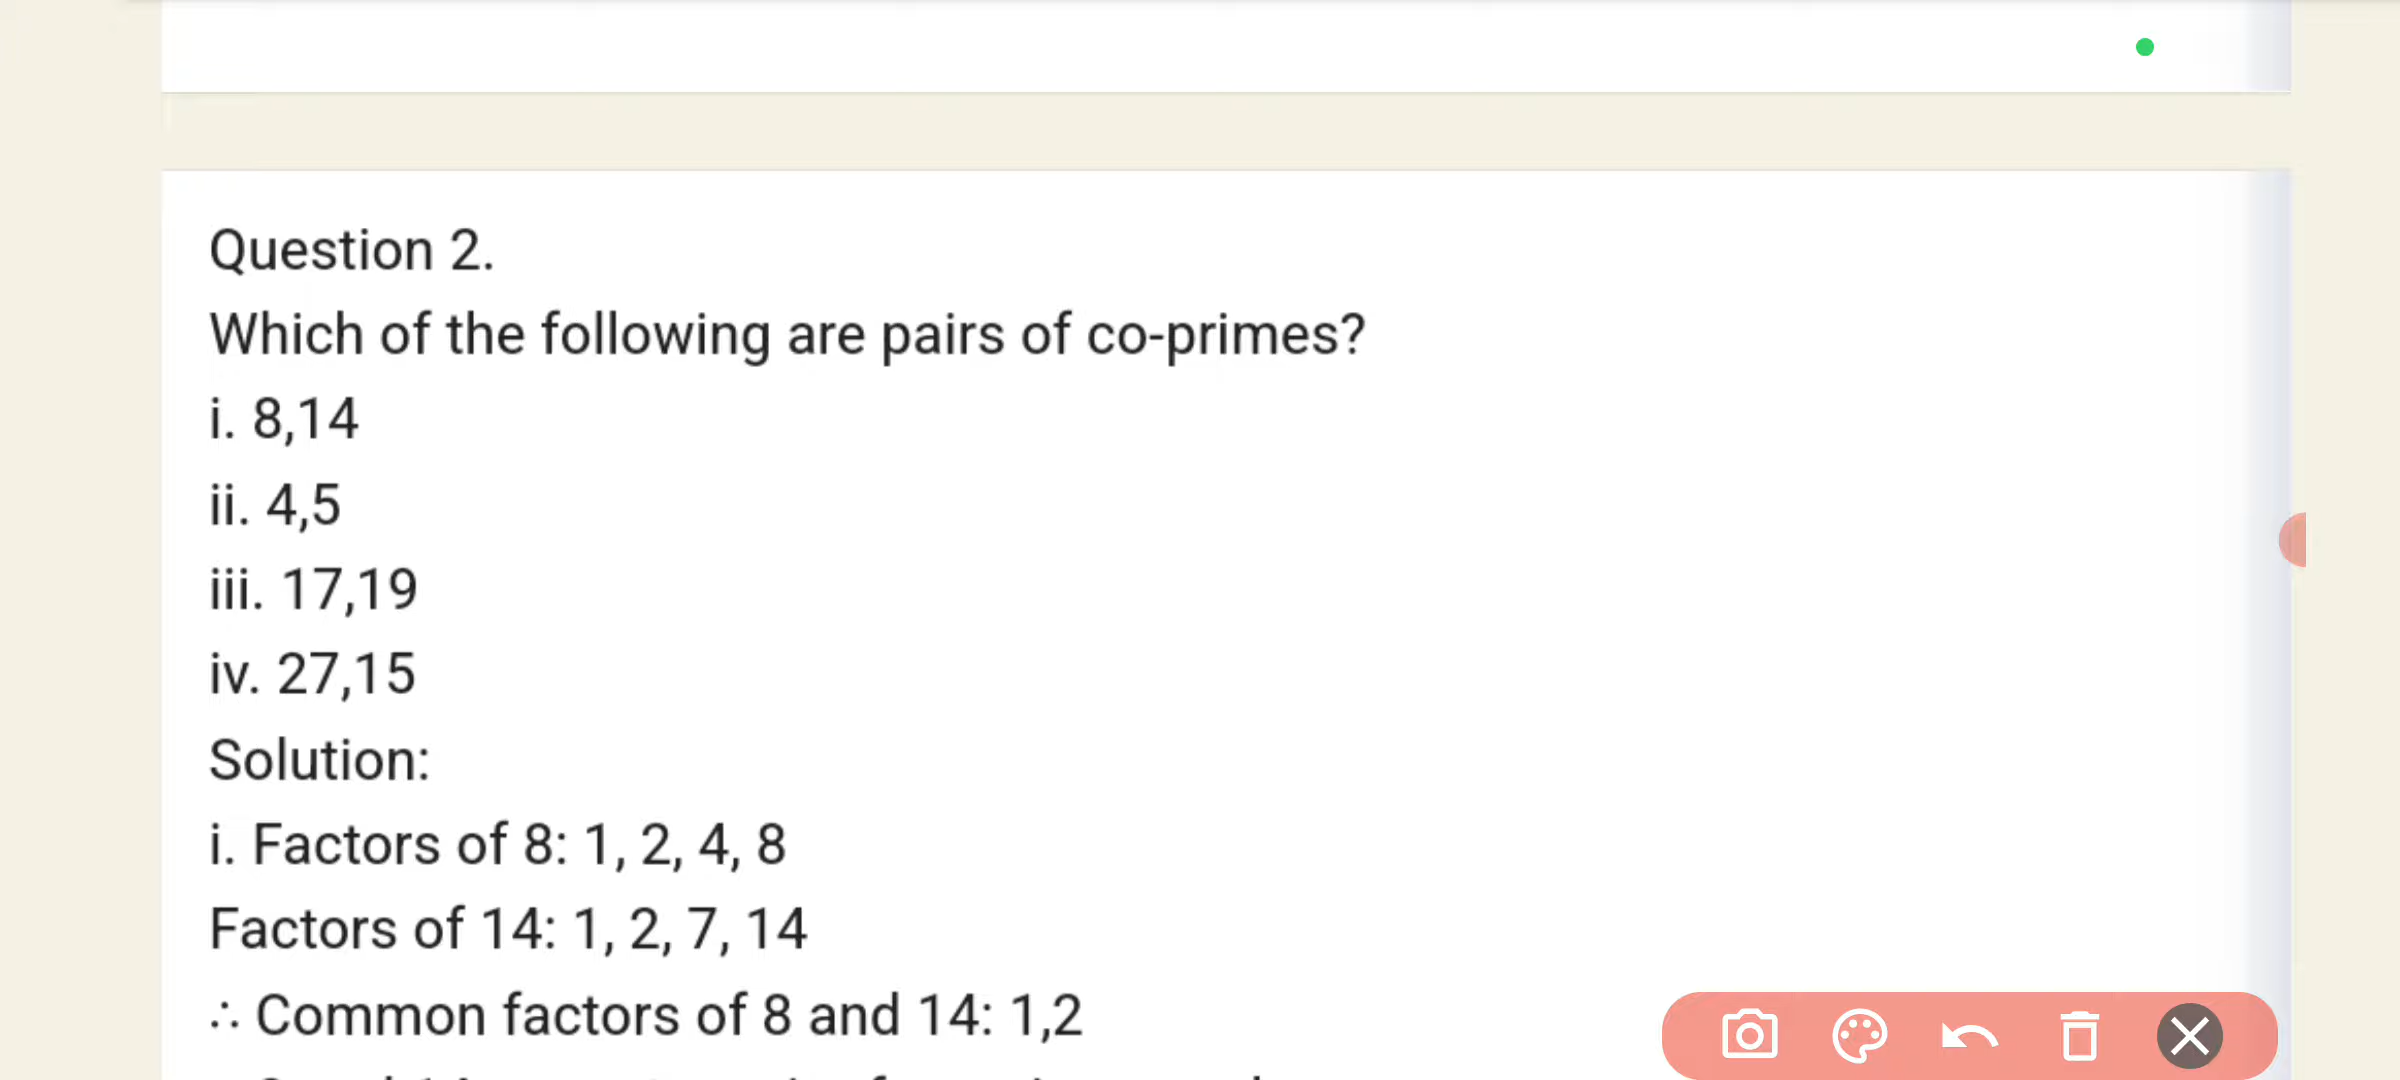 Question 2.
Which of the following are pairs of co-primes?
i. 8,14
ii. 4,5
iii. 17,19
iv. 27,15
Solution:
i. Factors of 8: 1, 2, 4, 8
Factors of 14: 1, 2, 7, 14
∴ Common factors of 8 and 14: 1,2